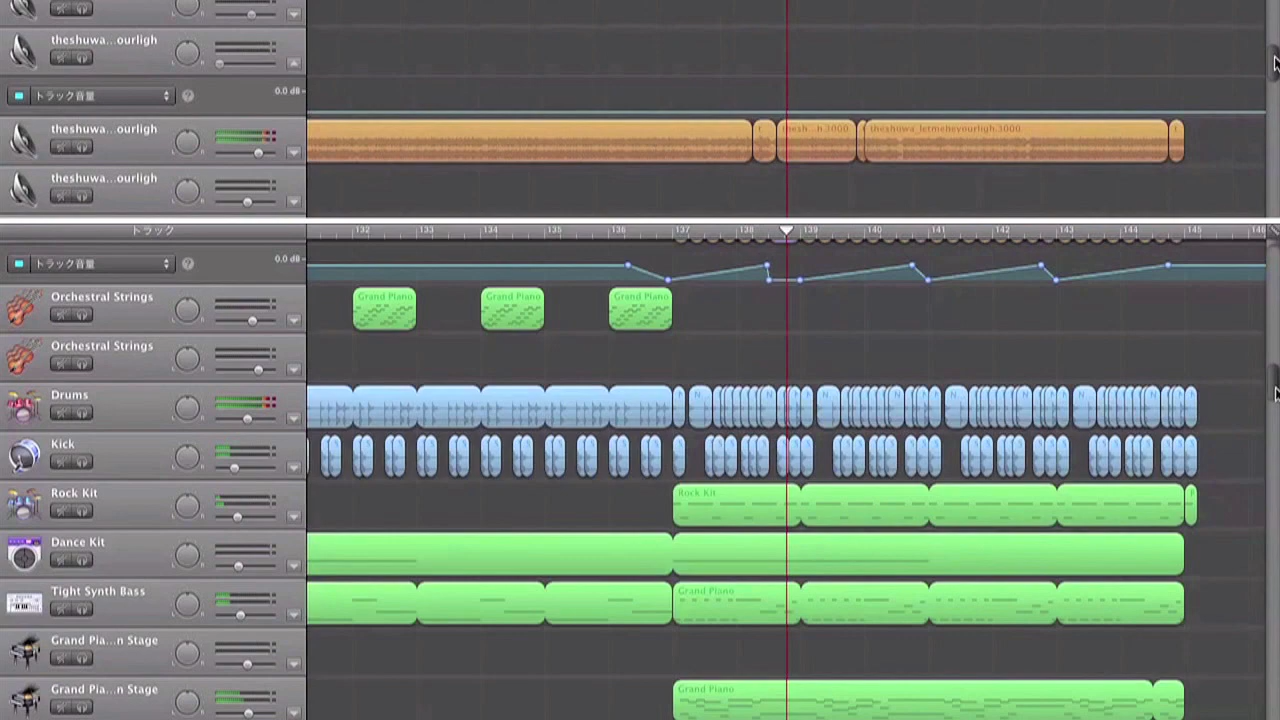 theshuwa...ourligh
トラック音量
0.0 dB
theshuwa...ourligh
t
thesh...h.3000
theshuwa_letmeheyourligh.3000
theshuwa...ourligh
トラック
132 133 134 135 136 137 138 139 140 141 142 143 144 145 146
トラック音量
0.0 dB
Orchestral Strings
Grand Piano
Grand Piano
Grand Piano
Orchestral Strings
Drums
N
N
N
N
N
Kick
Rock Kit
Rock Kit
Dance Kit
Tight Synth Bass
Grand Piano
Grand Pia...n Stage
Grand Pia...n Stage
Grand Piano